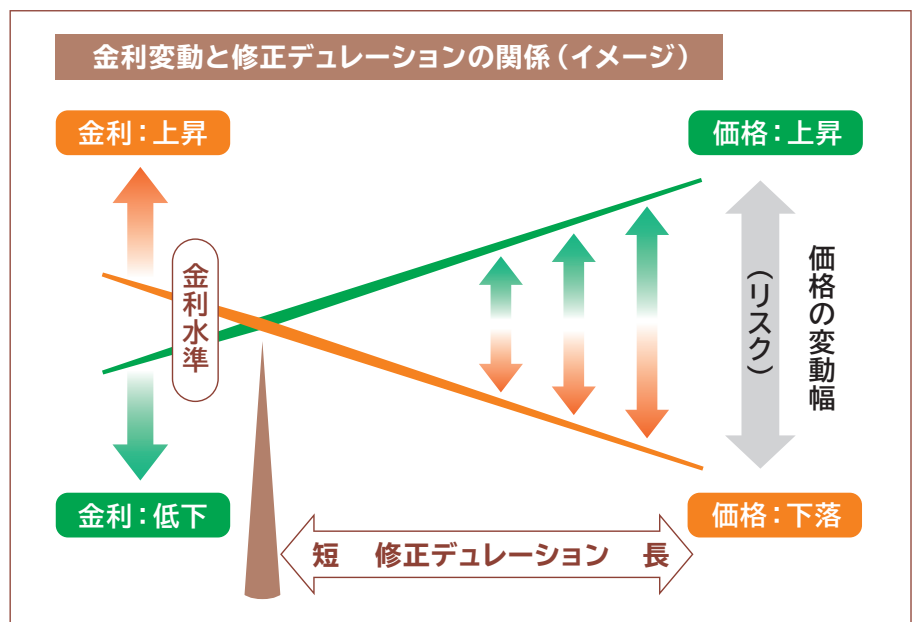 金利変動と修正デュレーションの関係（イメージ）
金利：上昇
価格：上昇
金利水準
（リスク）
価格の変動幅
金利：低下
価格：下落
短 修正デュレーション 長